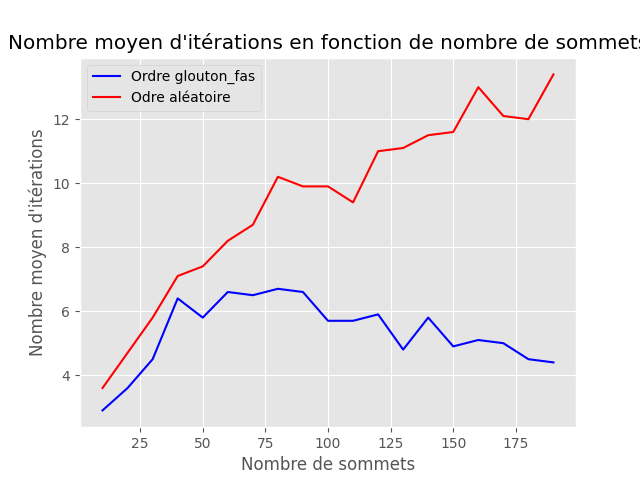 Nombre moyen d'itérations en fonction de nombre de sommets
Ordre glouton_fas
Odre aléatoire
Nombre moyen d'itérations
12
10
8
6
4
25 50 75 100 125 150 175
Nombre de sommets